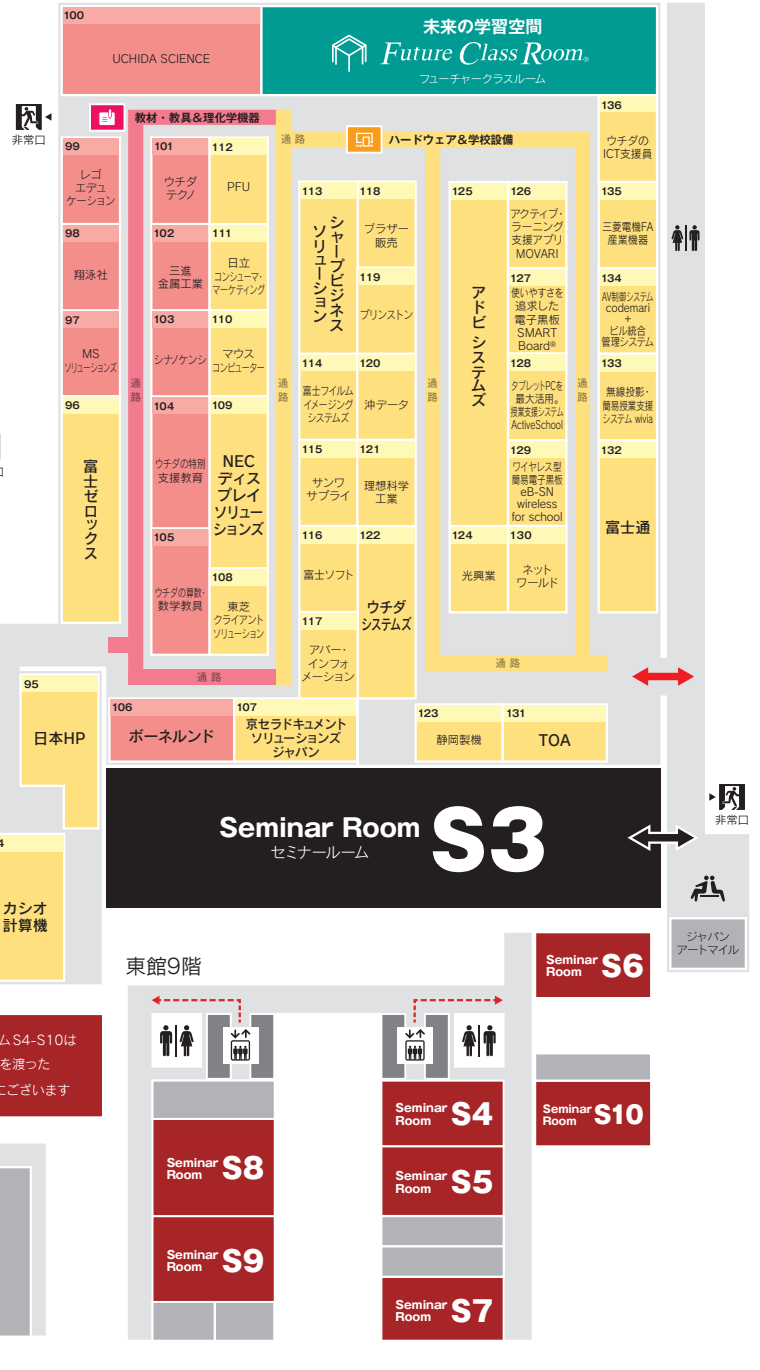 100
UCHIDA SCIENCE
未来の学習空間
Future Class Room®
フューチャークラスルーム
非常口
教材・教具&理化学機器
通路
ハードウェア&学校設備
136
ウチダの
ICT支援員
99
レゴ
エデュ
ケーション
101
ウチダ
テクノ
112
PFU
113
シャープビジネス
ソリューション
118
ブラザー
販売
125
アドビ システムズ
126
アクティブ・
ラーニング
支援アプリ
MOVARI
135
三菱電機FA
産業機器
98
翔泳社
102
三進
金属工業
111
日立
コンシューマ・
マーケティング
119
プリンストン
127
使いやすさを
追求した
電子黒板
SMART
Board®
134
AV制御システム
codemari
+
ビル統合
管理システム
97
MS
ソリューションズ
103
シナノケンシ
110
マウス
コンピューター
114
富士フイルム
イメージング
システムズ
120
沖データ
128
タブレットPCを
最大活用。
授業支援システム
ActiveSchool
133
無線投影・
簡易授業支援
システム wivia
通路
通路
通路
通路
96
富士ゼロックス
104
ウチダの特別
支援教育
109
NEC
ディス
プレイ
ソリュー
ションズ
115
サンワ
サプライ
121
理想科学
工業
129
ワイヤレス型
簡易電子黒板
eB-SN
wireless
for school
132
富士通
105
ウチダの算数・
数学教具
108
東芝
クライアント
ソリューション
116
富士ソフト
122
ウチダ
システムズ
124
光興業
130
ネット
ワールド
117
アバー・
インフォ
メーション
通路
通路
95
日本HP
106
ボーネルンド
107
京セラドキュメント
ソリューションズ
ジャパン
123
静岡製機
131
TOA
Seminar Room S3
セミナールーム
非常口
4
カシオ
計算機
ジャパン
アートマイル
東館9階
Seminar
Room S6
ムS4-S10は
を渡った
にございます
Seminar
Room S4
Seminar
Room S10
Seminar
Room S8
Seminar
Room S5
Seminar
Room S9
Seminar
Room S7